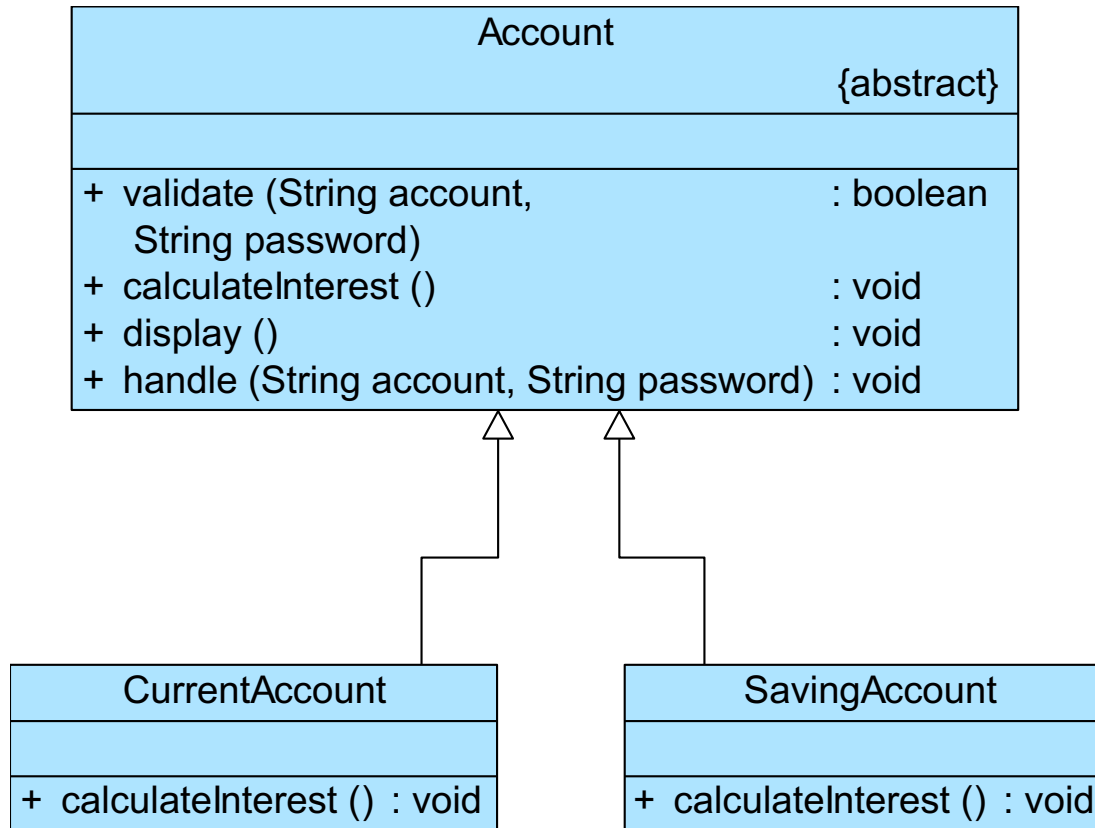 Account
{abstract}
+ validate (String account, : boolean
String password)
+ calculateInterest () : void
+ display () : void
+ handle (String account, String password) : void
CurrentAccount
+ calculateInterest () : void
SavingAccount
+ calculateInterest () : void